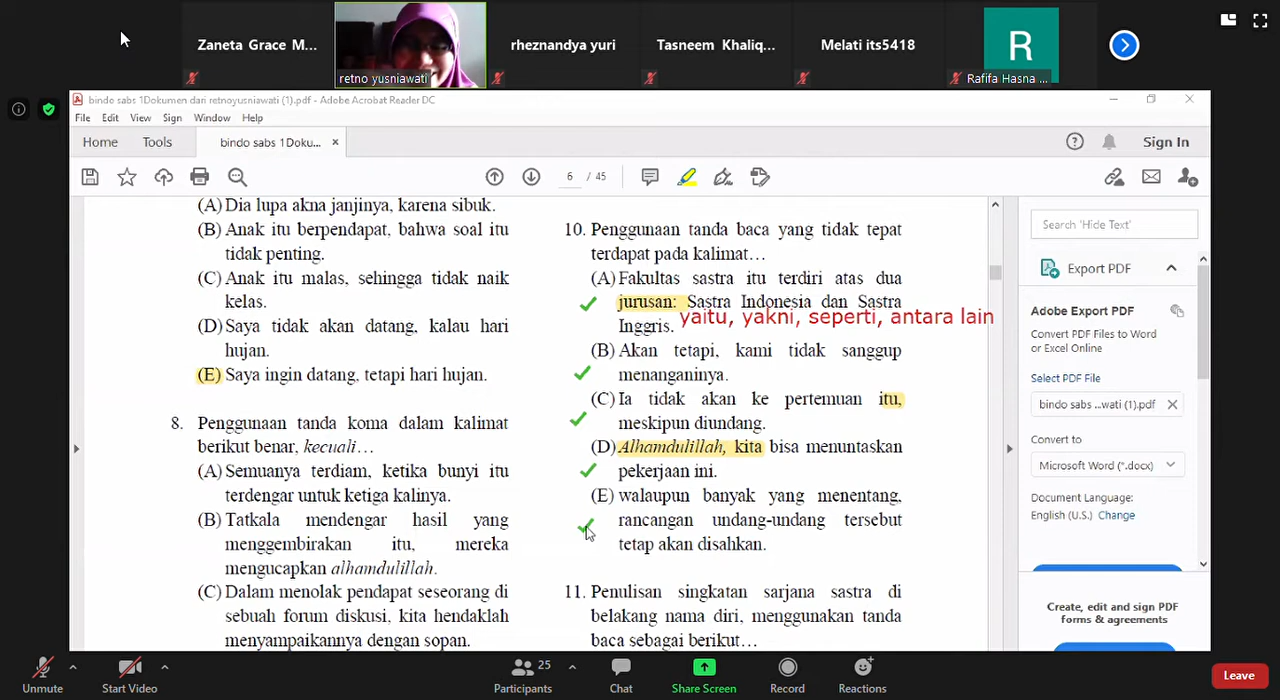 Zaneta Grace M...
retno yusniawati
rheznandya yuri
Tasneem Khaliq...
Melati its5418
R
Rafifa Hasna ...
bindo sabs 1Dokumen dari retnoyusniawati (1).pdf - Adobe Acrobat Reader DC
File Edit View Sign Window Help
Home Tools bindo sabs 1Doku... × Sign In
6 / 45
(A) Dia lupa akna janjinya, karena sibuk.
(B) Anak itu berpendapat, bahwa soal itu
tidak penting.
(C) Anak itu malas, sehingga tidak naik
kelas.
(D) Saya tidak akan datang, kalau hari
hujan.
(E) Saya ingin datang, tetapi hari hujan.
8. Penggunaan tanda koma dalam kalimat
berikut benar, kecuali…
(A) Semuanya terdiam, ketika bunyi itu
terdengar untuk ketiga kalinya.
(B) Tatkala mendengar hasil yang
menggembirakan itu, mereka
mengucapkan alhamdulillah.
(C) Dalam menolak pendapat seseorang di
sebuah forum diskusi, kita hendaklah
menyampaikannya dengan sopan.
10. Penggunaan tanda baca yang tidak tepat
terdapat pada kalimat…
(A) Fakultas sastra itu terdiri atas dua
jurusan: Sastra Indonesia dan Sastra
yaitu, yakni, seperti, antara lain
Inggris.
(B) Akan tetapi, kami tidak sanggup
menanganinya.
(C) Ia tidak akan ke pertemuan itu,
meskipun diundang.
(D) Alhamdulillah, kita bisa menuntaskan
pekerjaan ini.
(E) walaupun banyak yang menentang,
rancangan undang-undang tersebut
tetap akan disahkan.
11. Penulisan singkatan sarjana sastra di
belakang nama diri, menggunakan tanda
baca sebagai berikut…
Search 'Hide Text'
Export PDF
Adobe Export PDF
Convert PDF Files to Word
or Excel Online
Select PDF File
bindo sabs ...wati (1).pdf ×
Convert to
Microsoft Word (*.docx)
Document Language:
English (U.S.) Change
Create, edit and sign PDF
forms & agreements
Unmute
Start Video
25
Participants
Chat
Share Screen
Record
Reactions
Leave